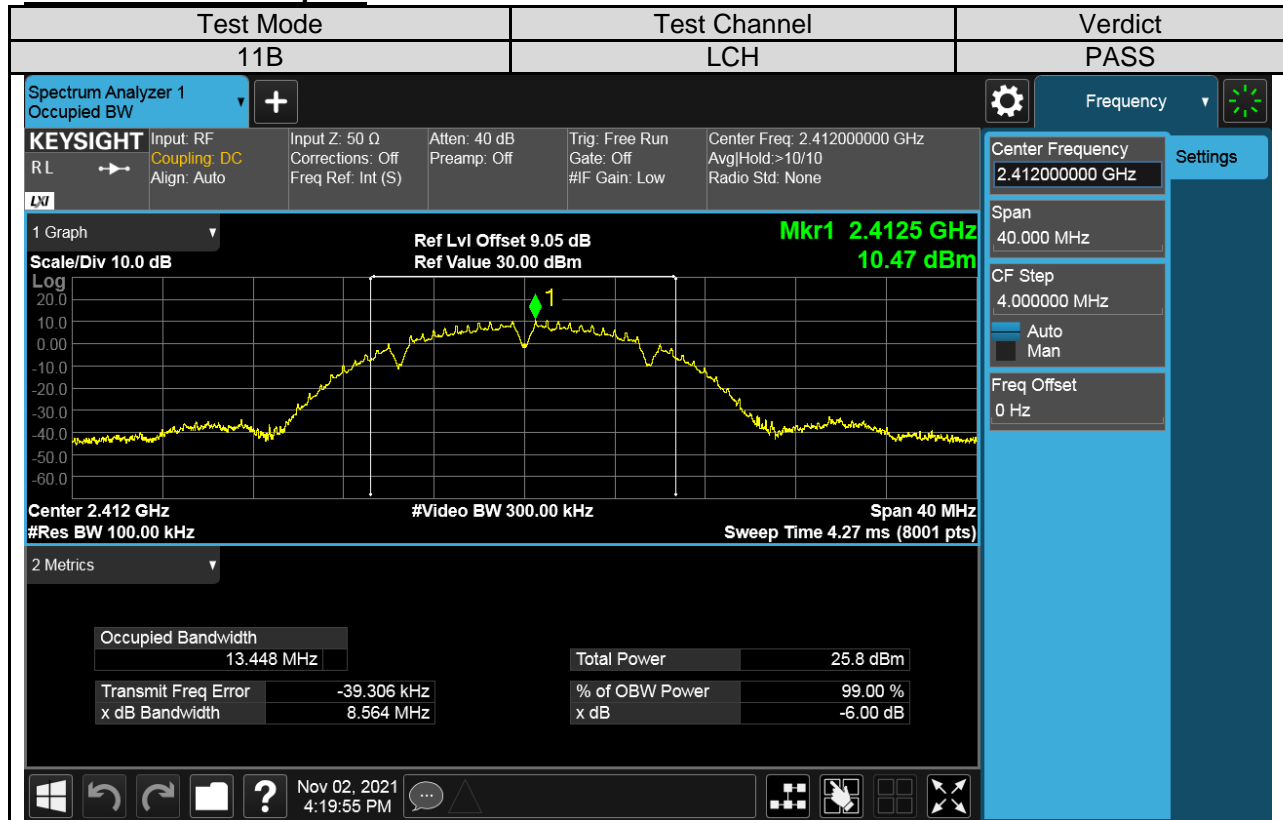 Test Mode Test Channel Verdict
11B LCH PASS
Spectrum Analyzer 1
Occupied BW
+
Frequency
KEYSIGHT Input: RF Input Z: 50 Ω Atten: 40 dB Trig: Free Run Center Freq: 2.412000000 GHz
RL Coupling: DC Corrections: Off Preamp: Off Gate: Off Avg|Hold:>10/10
Align: Auto Freq Ref: Int (S) #IF Gain: Low Radio Std: None
LXI
Center Frequency
2.412000000 GHz
Settings
Span
40.000 MHz
CF Step
4.000000 MHz
Auto
Man
Freq Offset
0 Hz
1 Graph
Scale/Div 10.0 dB
Ref Lvl Offset 9.05 dB
Ref Value 30.00 dBm
Mkr1 2.4125 GHz
10.47 dBm
Log
20.0
10.0
0.00
-10.0
-20.0
-30.0
-40.0
-50.0
-60.0
1
Center 2.412 GHz #Video BW 300.00 kHz Span 40 MHz
#Res BW 100.00 kHz Sweep Time 4.27 ms (8001 pts)
2 Metrics
Occupied Bandwidth
13.448 MHz Total Power 25.8 dBm
Transmit Freq Error -39.306 kHz % of OBW Power 99.00 %
x dB Bandwidth 8.564 MHz x dB -6.00 dB
?
Nov 02, 2021
4:19:55 PM